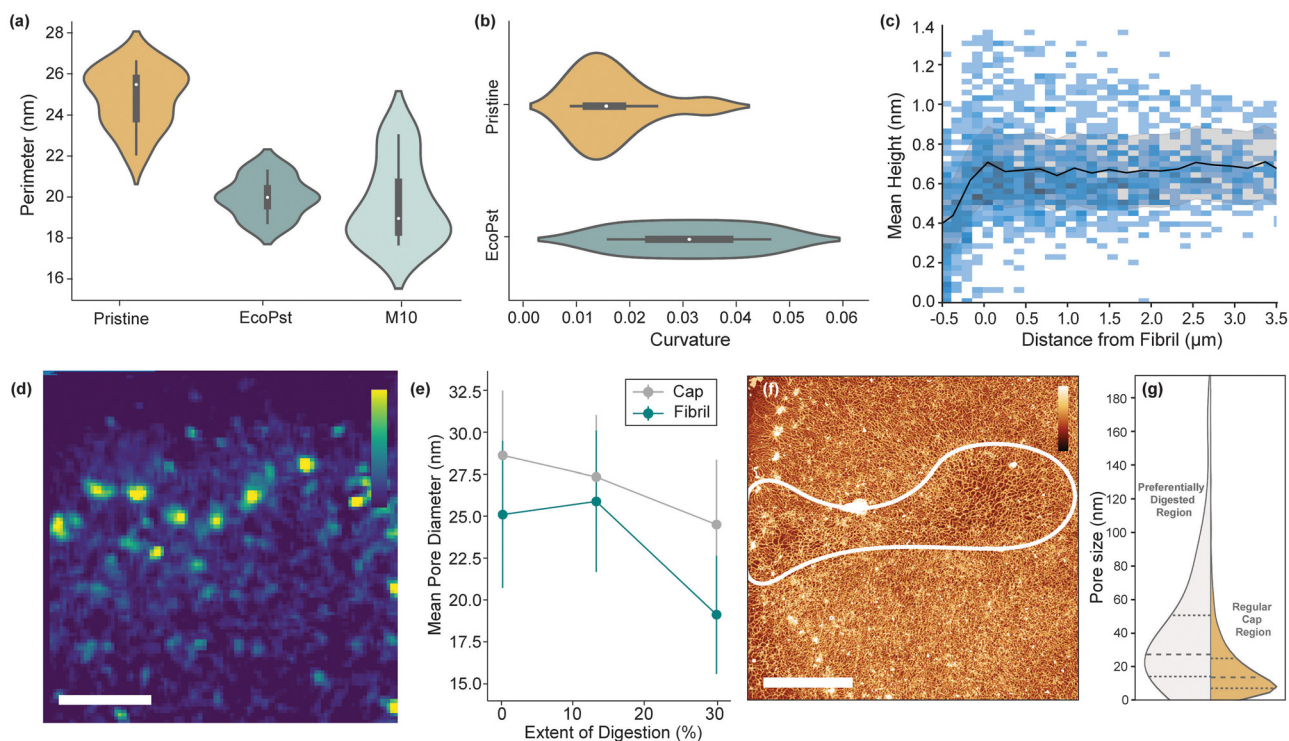 (a)
Perimeter (nm)
28
26
24
22
20
18
16
Pristine EcoPst M10
(b)
Pristine
EcoPst
0.00 0.01 0.02 0.03 0.04 0.05 0.06
Curvature
(c)
Mean Height (nm)
1.4
1.2
1.0
0.8
0.6
0.4
0.2
0.0
-0.5 0.0 0.5 1.0 1.5 2.0 2.5 3.0 3.5
Distance from Fibril (µm)
(d)
(e)
Mean Pore Diameter (nm)
32.5
30.0
27.5
25.0
22.5
20.0
17.5
15.0
Cap
Fibril
0 10 20 30
Extent of Digestion (%)
(f)
(g)
Pore size (nm)
180
160
140
120
100
80
60
40
20
0
Preferentially
Digested
Region
Regular
Cap
Region